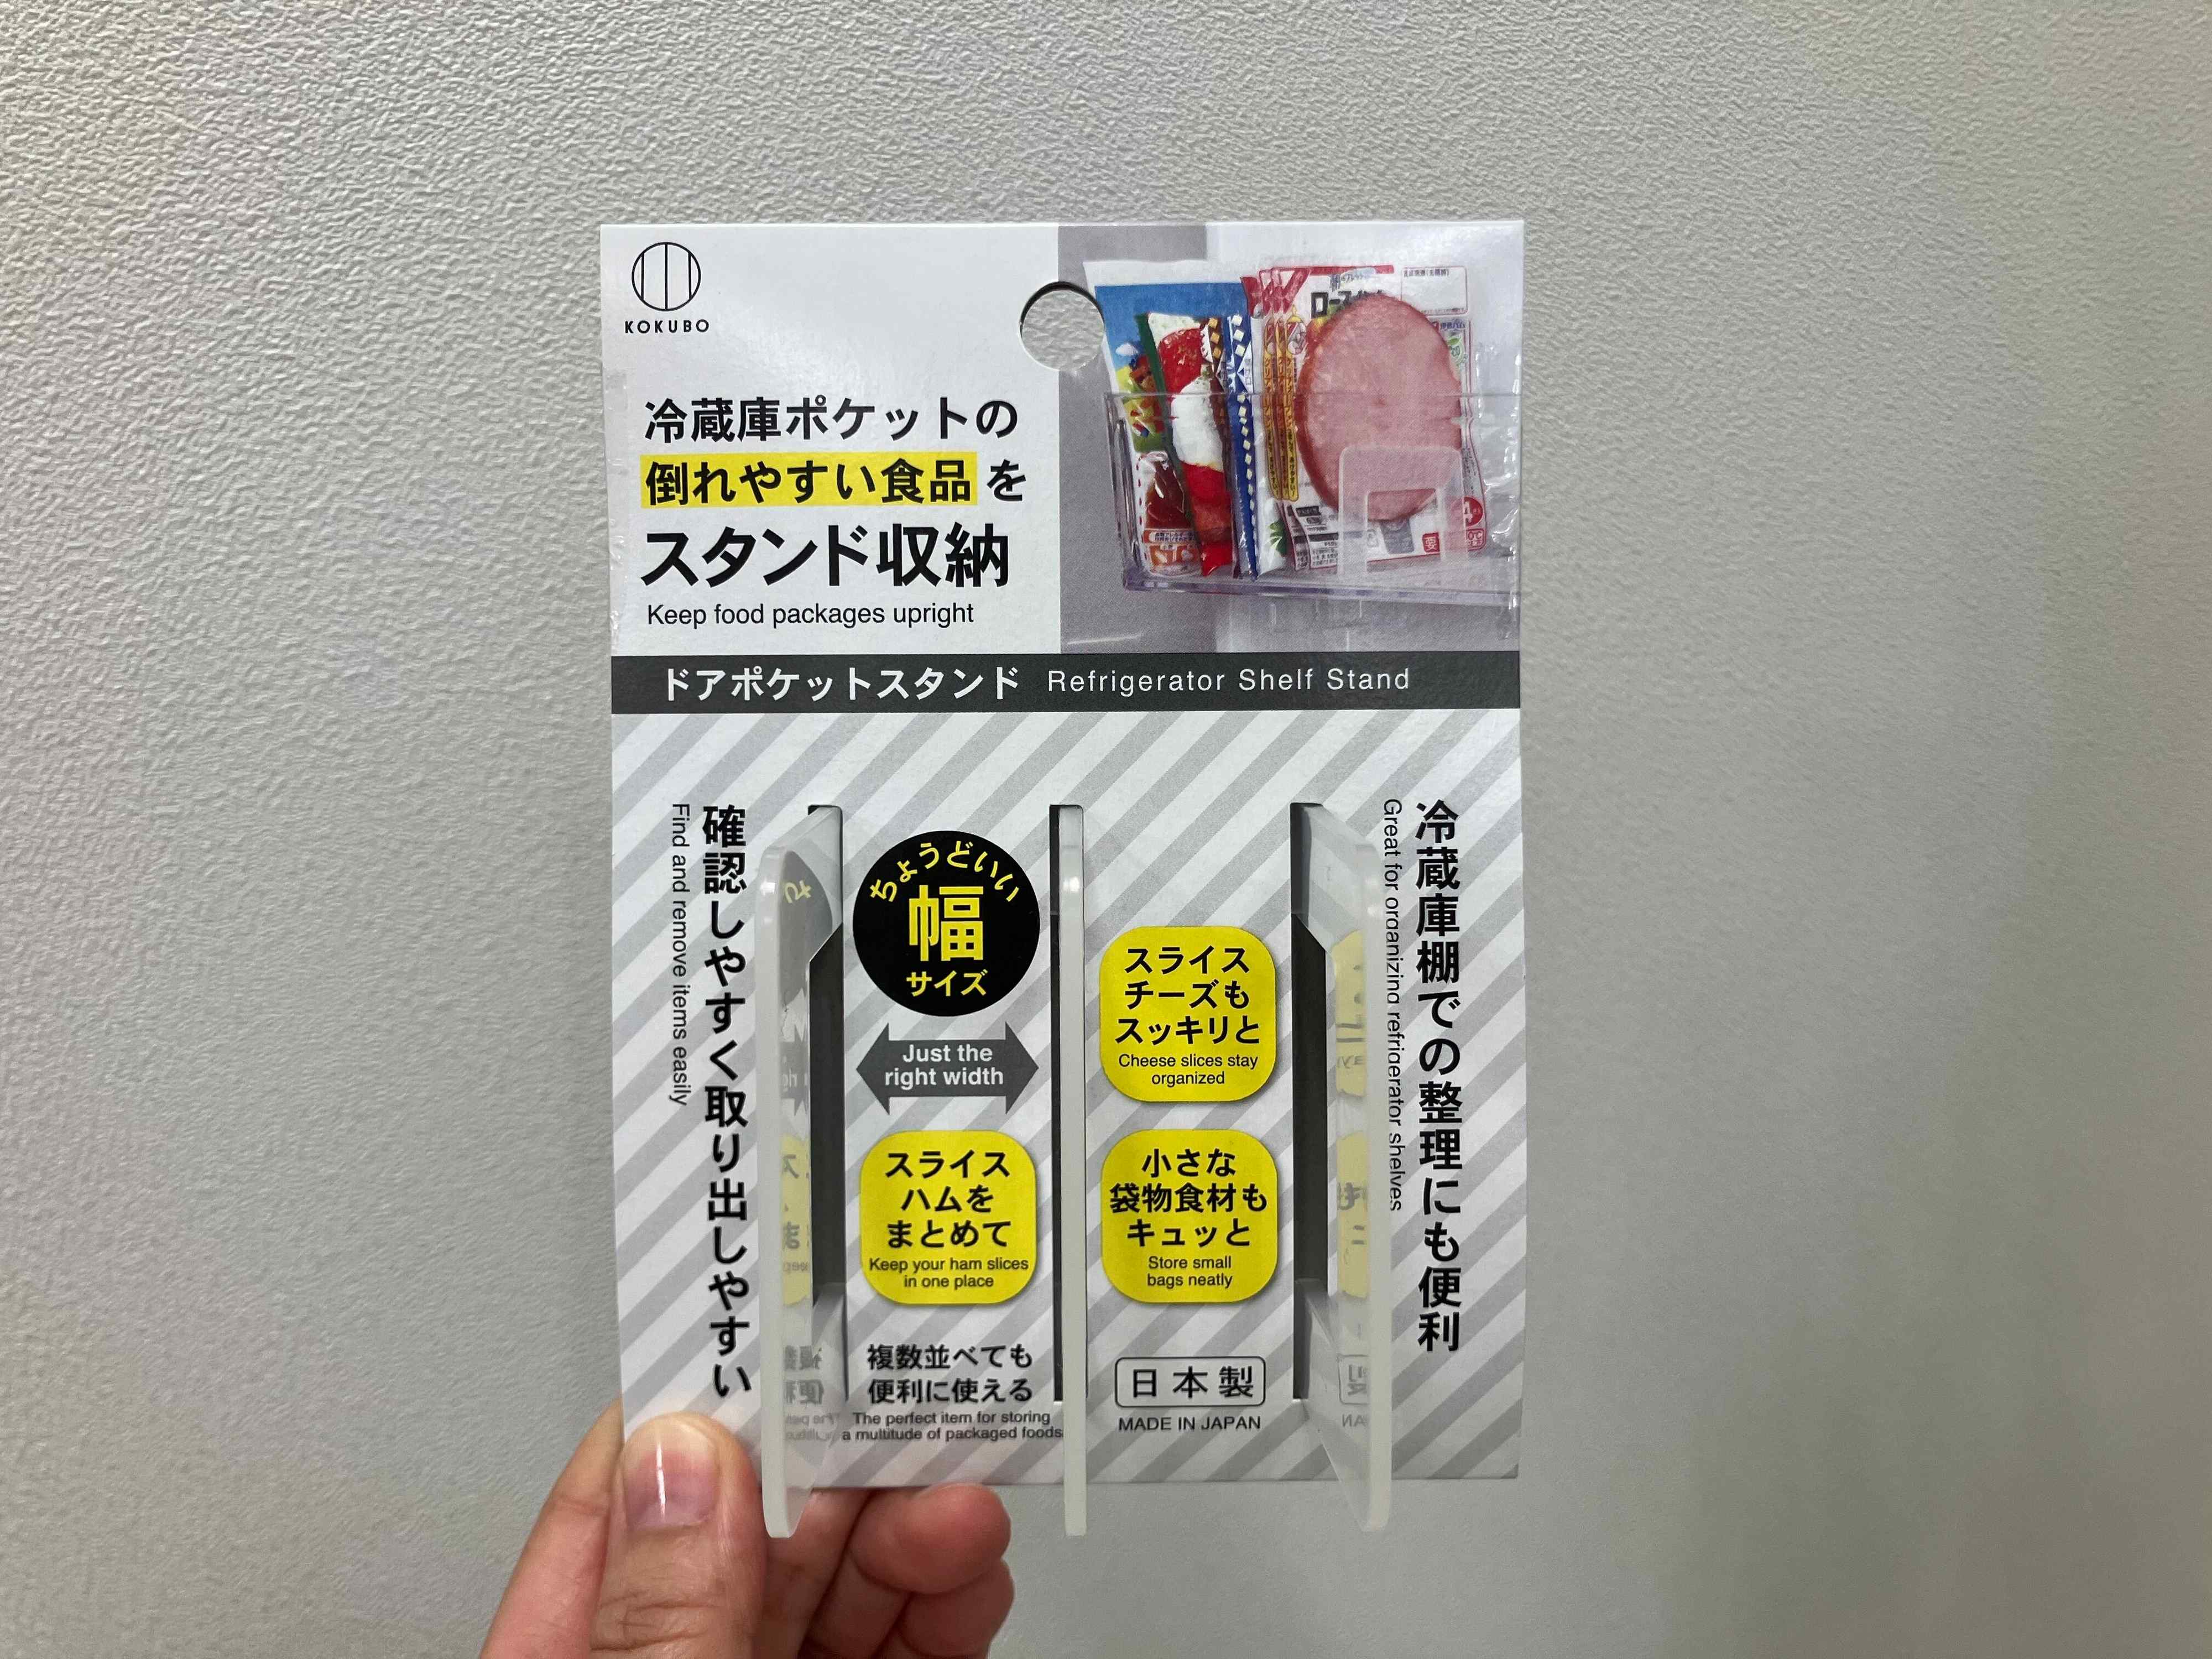 KOKUBO
冷蔵庫ポケットの
倒れやすい食品を
スタンド収納
Keep food packages upright
ドアポケットスタンド Refrigerator Shelf Stand
確認しやすく取り出しやすい
Find and remove items easily
ちょうどいい
幅
サイズ
Just the
right width
スライス
ハムを
まとめて
Keep your ham slices
in one place
複数並べても
便利に使える
The perfect item for storing
a multitude of packaged foods
スライス
チーズも
スッキリと
Cheese slices stay
organized
小さな
袋物食材も
キュッと
Store small
bags neatly
日本製
MADE IN JAPAN
冷蔵庫棚での整理にも便利
Great for organizing refrigerator shelves